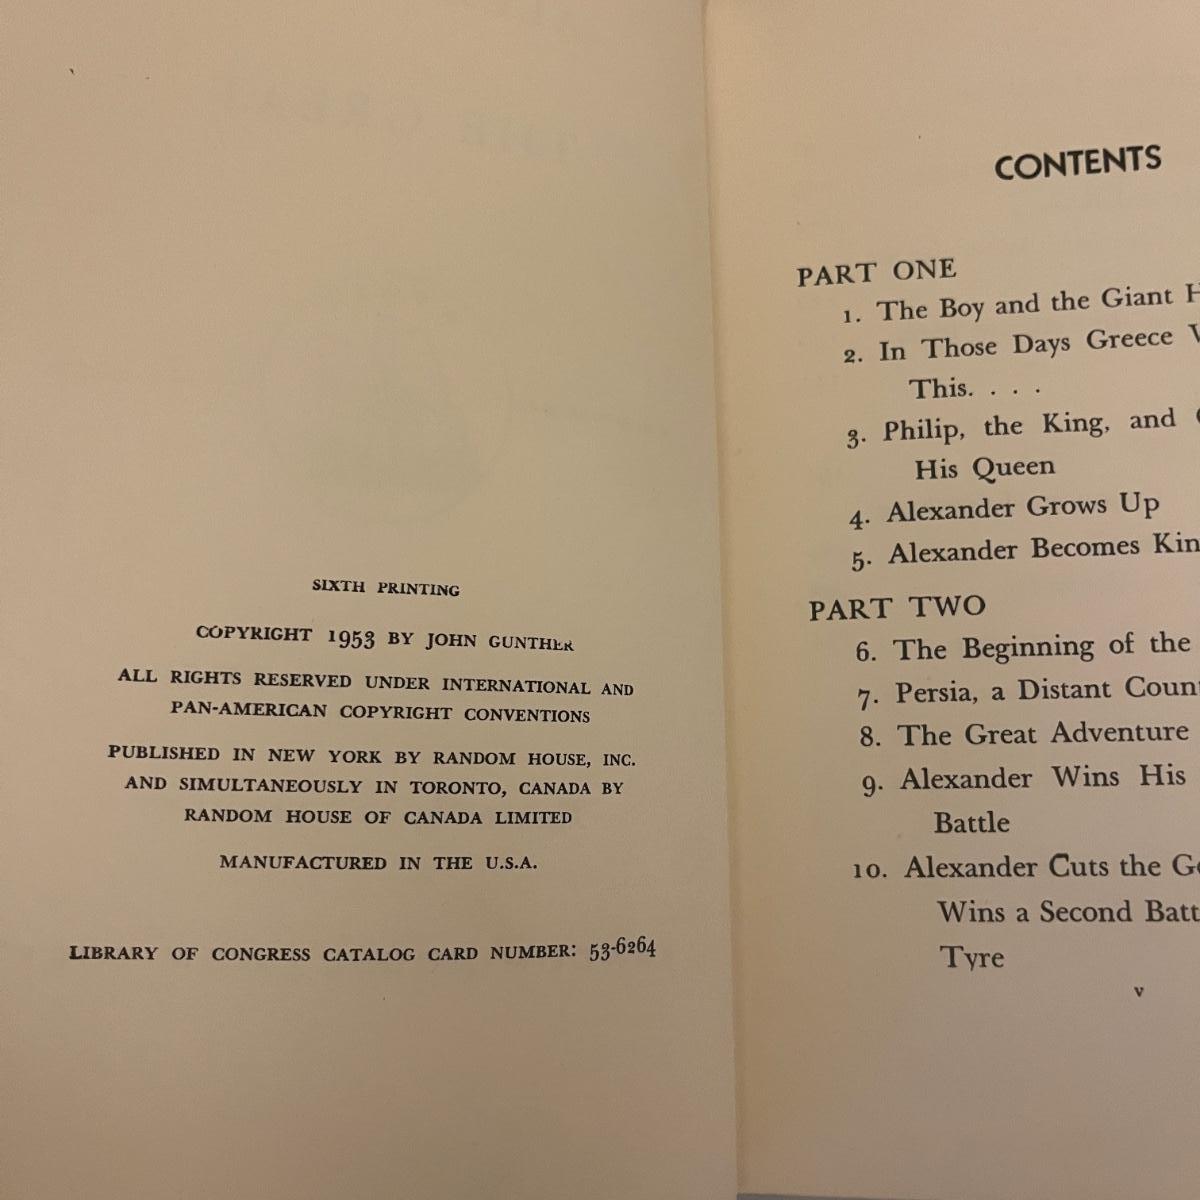 SIXTH PRINTING
COPYRIGHT 1953 BY JOHN GUNTHER
ALL RIGHTS RESERVED UNDER INTERNATIONAL AND
PAN-AMERICAN COPYRIGHT CONVENTIONS
PUBLISHED IN NEW YORK BY RANDOM HOUSE, INC.
AND SIMULTANEOUSLY IN TORONTO, CANADA BY
RANDOM HOUSE OF CANADA LIMITED
MANUFACTURED IN THE U.S.A.
LIBRARY OF CONGRESS CATALOG CARD NUMBER: 53-6264
CONTENTS
PART ONE
1. The Boy and the Giant
2. In Those Days Greece
This. . . .
3. Philip, the King, and
His Queen
4. Alexander Grows Up
5. Alexander Becomes
PART TWO
6. The Beginning of the
7. Persia, a Distant
8. The Great Adventure
9. Alexander Wins His
Battle
10. Alexander Cuts the
Wins a Second
Tyre
v